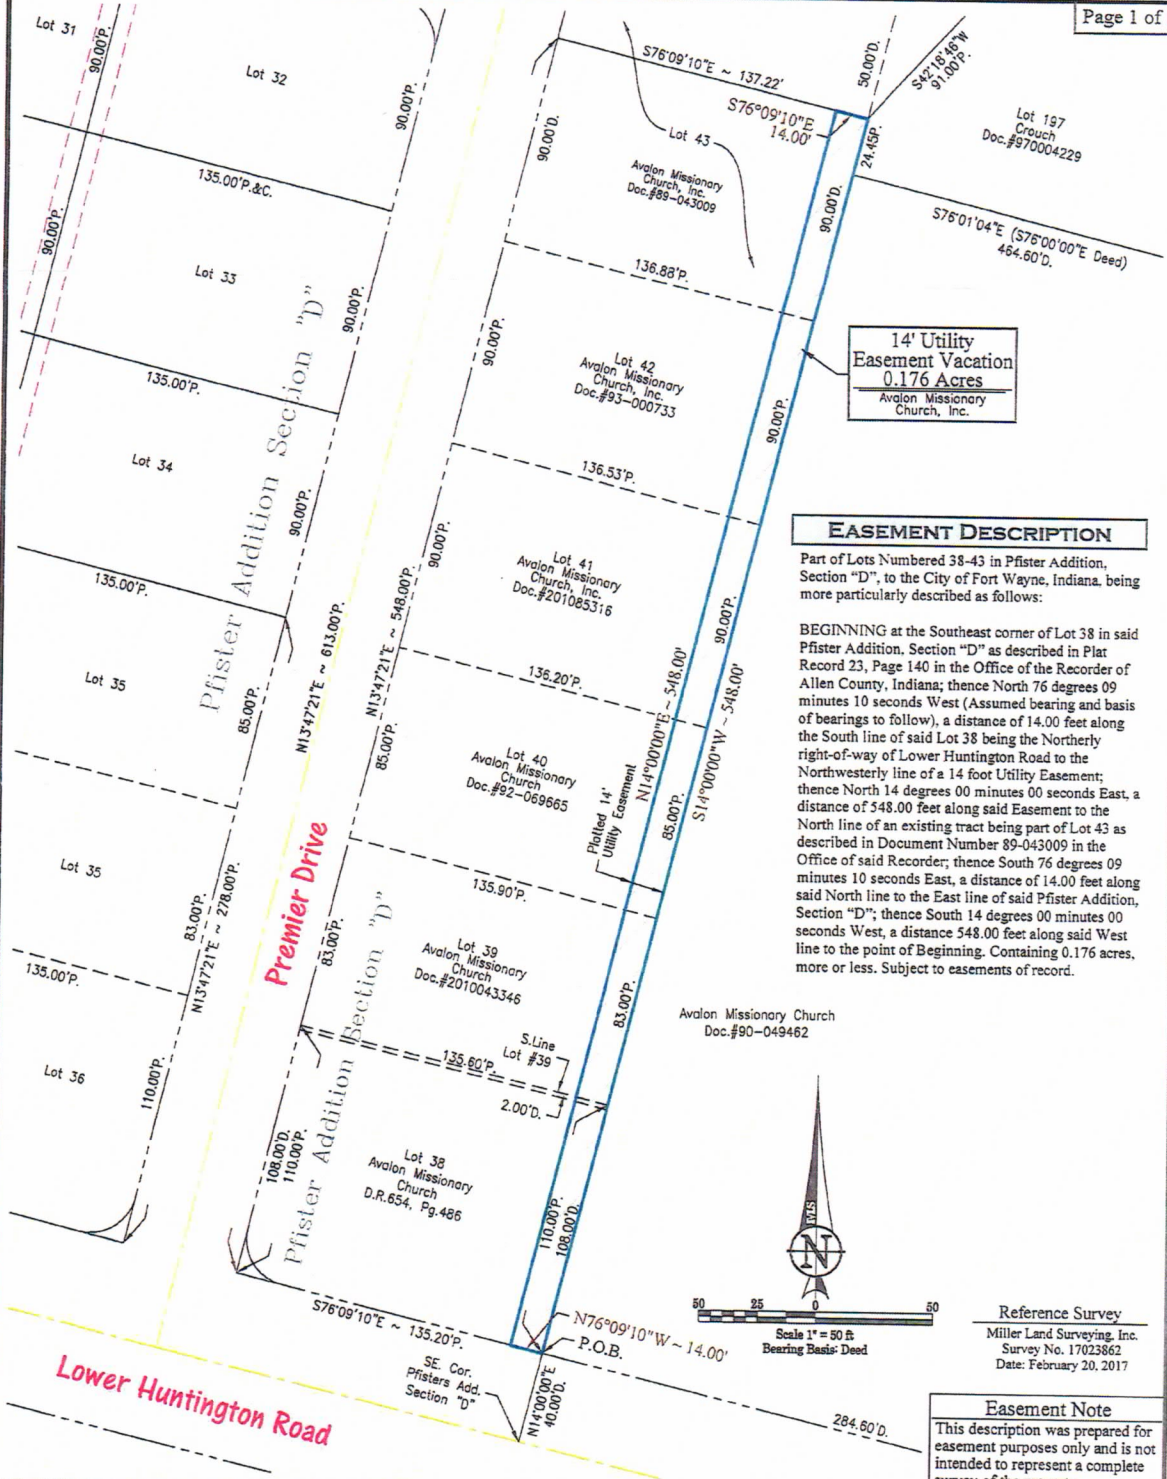 Page 1 of
Lot 31
90.00'P.
Lot 32
90.00'P.
135.00'P.&C.
90.00'P.
Lot 33
90.00'P.
135.00'P.
Lot 34
90.00'P.
135.00'P.
Lot 35
85.00'P.
Lot 35
83.00'P.
N13°47'21"E ~ 278.00'P.
135.00'P.
Lot 36
110.00'P.
Pfister Addition Section "D"
N13°47'21"E ~ 613.00'P.
N13°47'21"E ~ 548.00'P.
Premier Drive
Lower Huntington Road
S76°09'10"E ~ 137.22'
S76°09'10"E
14.00'
50.00'D.
S42°18'46"W
91.00'P.
24.45P.
Lot 197
Crouch
Doc.#970004229
S76°01'04"E (S76°00'00"E Deed)
464.60'D.
90.00'D.
Lot 43
Avalon Missionary
Church, Inc.
Doc.#89-043009
90.00'D.
136.88'P.
90.00'P.
Lot 42
Avalon Missionary
Church, Inc.
Doc.#93-000733
90.00'P.
14' Utility
Easement Vacation
0.176 Acres
Avalon Missionary
Church, Inc.
136.53'P.
90.00'P.
Lot 41
Avalon Missionary
Church, Inc.
Doc.#201085316
90.00'P.
136.20'P.
85.00'P.
Lot 40
Avalon Missionary
Church
Doc.#92-069665
Platted 14'
Utility Easement
N14°00'00"E ~ 548.00'
85.00'P.
S14°00'00"W ~ 548.00'
135.90'P.
83.00'P.
Lot 39
Avalon Missionary
Church
Doc.#2010043346
83.00'P.
S.Line
Lot #39
135.60'P.
2.00'D.
108.00'D.
110.00'P.
Pfister Addition Section "D"
Lot 38
Avalon Missionary
Church
D.R.654, Pg.486
110.00'P.
108.00'D.
S76°09'10"E ~ 135.20'P.
N76°09'10"W ~ 14.00'
P.O.B.
SE. Cor.
Pfisters Add.
Section "D"
N14°00'00"E
40.00'D.
284.60'D.
EASEMENT DESCRIPTION
Part of Lots Numbered 38-43 in Pfister Addition,
Section "D", to the City of Fort Wayne, Indiana, being
more particularly described as follows:
BEGINNING at the Southeast corner of Lot 38 in said
Pfister Addition, Section "D" as described in Plat
Record 23, Page 140 in the Office of the Recorder of
Allen County, Indiana; thence North 76 degrees 09
minutes 10 seconds West (Assumed bearing and basis
of bearings to follow), a distance of 14.00 feet along
the South line of said Lot 38 being the Northerly
right-of-way of Lower Huntington Road to the
Northwesterly line of a 14 foot Utility Easement;
thence North 14 degrees 00 minutes 00 seconds East, a
distance of 548.00 feet along said Easement to the
North line of an existing tract being part of Lot 43 as
described in Document Number 89-043009 in the
Office of said Recorder; thence South 76 degrees 09
minutes 10 seconds East, a distance of 14.00 feet along
said North line to the East line of said Pfister Addition,
Section "D"; thence South 14 degrees 00 minutes 00
seconds West, a distance 548.00 feet along said West
line to the point of Beginning. Containing 0.176 acres,
more or less. Subject to easements of record.
Avalon Missionary Church
Doc.#90-049462
N
50 25 0 50
Scale 1" = 50 ft
Bearing Basis: Deed
Reference Survey
Miller Land Surveying, Inc.
Survey No. 17023862
Date: February 20, 2017
Easement Note
This description was prepared for
easement purposes only and is not
intended to represent a complete